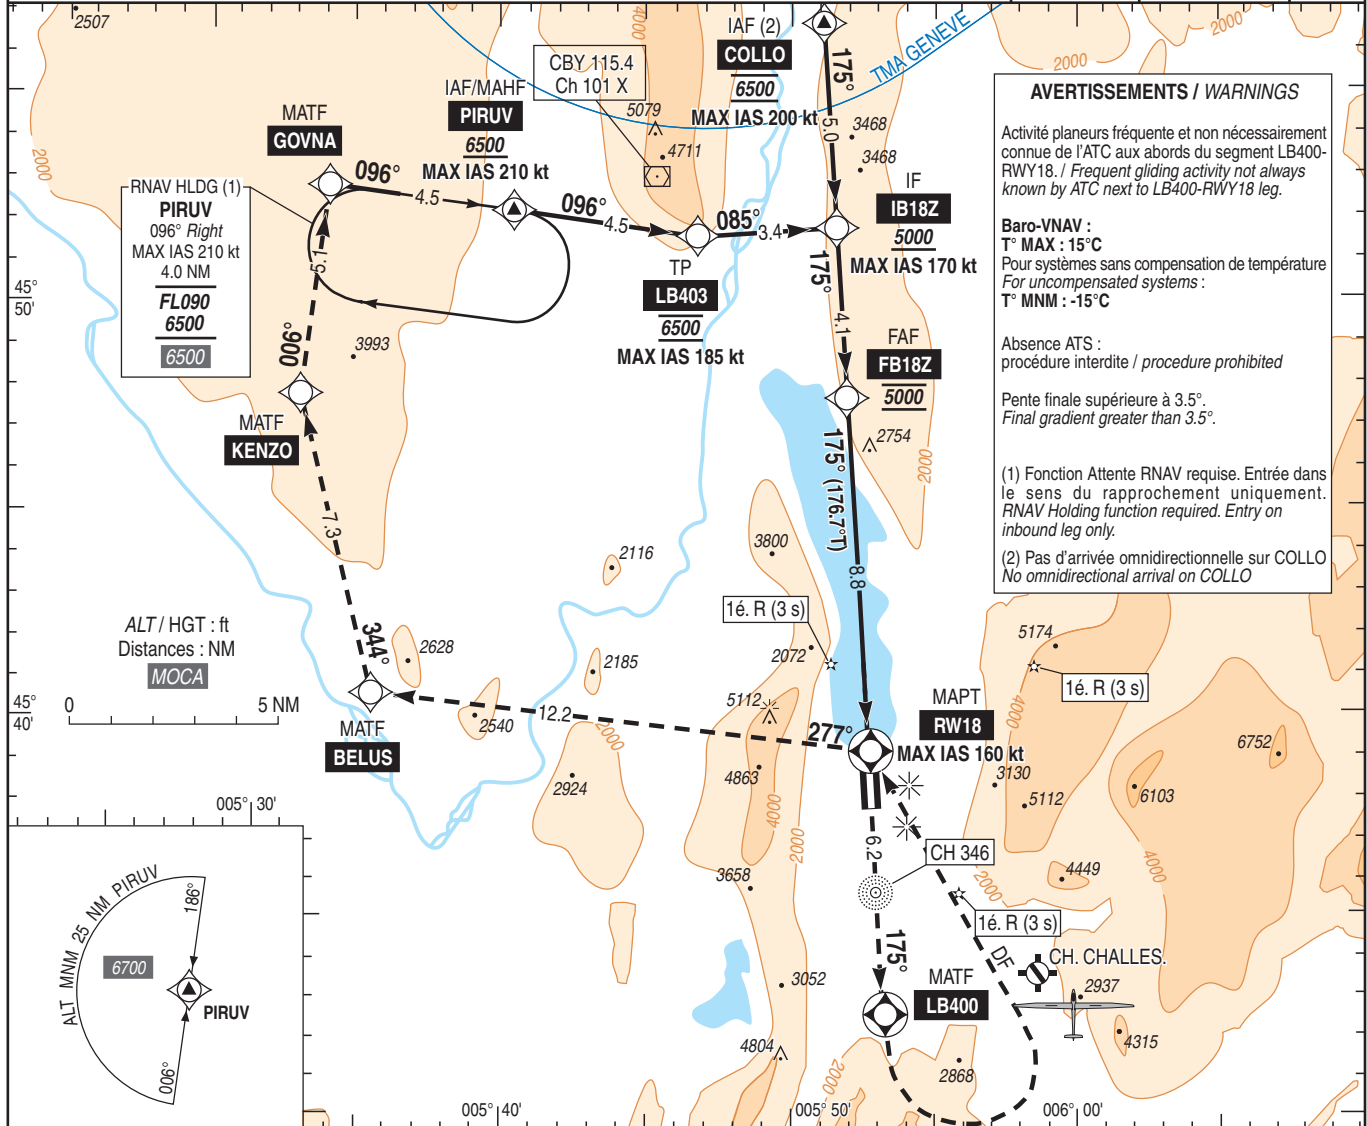 2507
4000
IAF (2)
COLLO
6500
MAX IAS 200 kt
175°
5.0
TMA GENEVE
2000
2000
CBY 115.4
Ch 101 X
5079
4711
3468
3468
IAF/MAHF
PIRUV
6500
MAX IAS 210 kt
MATF
GOVNA
096°
4.5
096°
4.5
085°
3.4
2000
RNAV HLDG (1)
PIRUV
096° Right
MAX IAS 210 kt
4.0 NM
FL090
6500
6500
5.1
006°
3993
TP
LB403
6500
MAX IAS 185 kt
IF
IB18Z
5000
MAX IAS 170 kt
175°
4.1
FAF
FB18Z
5000
2754
2000
AVERTISSEMENTS / WARNINGS
Activité planeurs fréquente et non nécessairement
connue de l'ATC aux abords du segment LB400-
RWY18. / Frequent gliding activity not always
known by ATC next to LB400-RWY18 leg.
Baro-VNAV :
T° MAX : 15°C
Pour systèmes sans compensation de température
For uncompensated systems :
T° MNM : -15°C
Absence ATS :
procédure interdite / procedure prohibited
Pente finale supérieure à 3.5°.
Final gradient greater than 3.5°.
(1) Fonction Attente RNAV requise. Entrée dans
le sens du rapprochement uniquement.
RNAV Holding function required. Entry on
inbound leg only.
(2) Pas d'arrivée omnidirectionnelle sur COLLO
No omnidirectional arrival on COLLO
45°
50'
MATF
KENZO
7.3
344°
175° (176.7°T)
8.8
2116
3800
1é. R (3 s)
2072
5174
1é. R (3 s)
4000
ALT / HGT : ft
Distances : NM
MOCA
0
5 NM
45°
40'
2628
2185
2540
2000
12.2
277°
5112
MATF
BELUS
MAPT
RW18
MAX IAS 160 kt
6752
2924
4863
4000
2000
3130
5112
6103
005° 30'
6.2
CH 346
2000
4449
4000
3658
1é. R (3 s)
DF
175°
CH. CHALLES.
ALT MNM 25 NM PIRUV
186°
6700
PIRUV
006°
3052
MATF
LB400
2937
4804
2000
2868
4315
2000
005° 40'
005° 50'
006° 00'